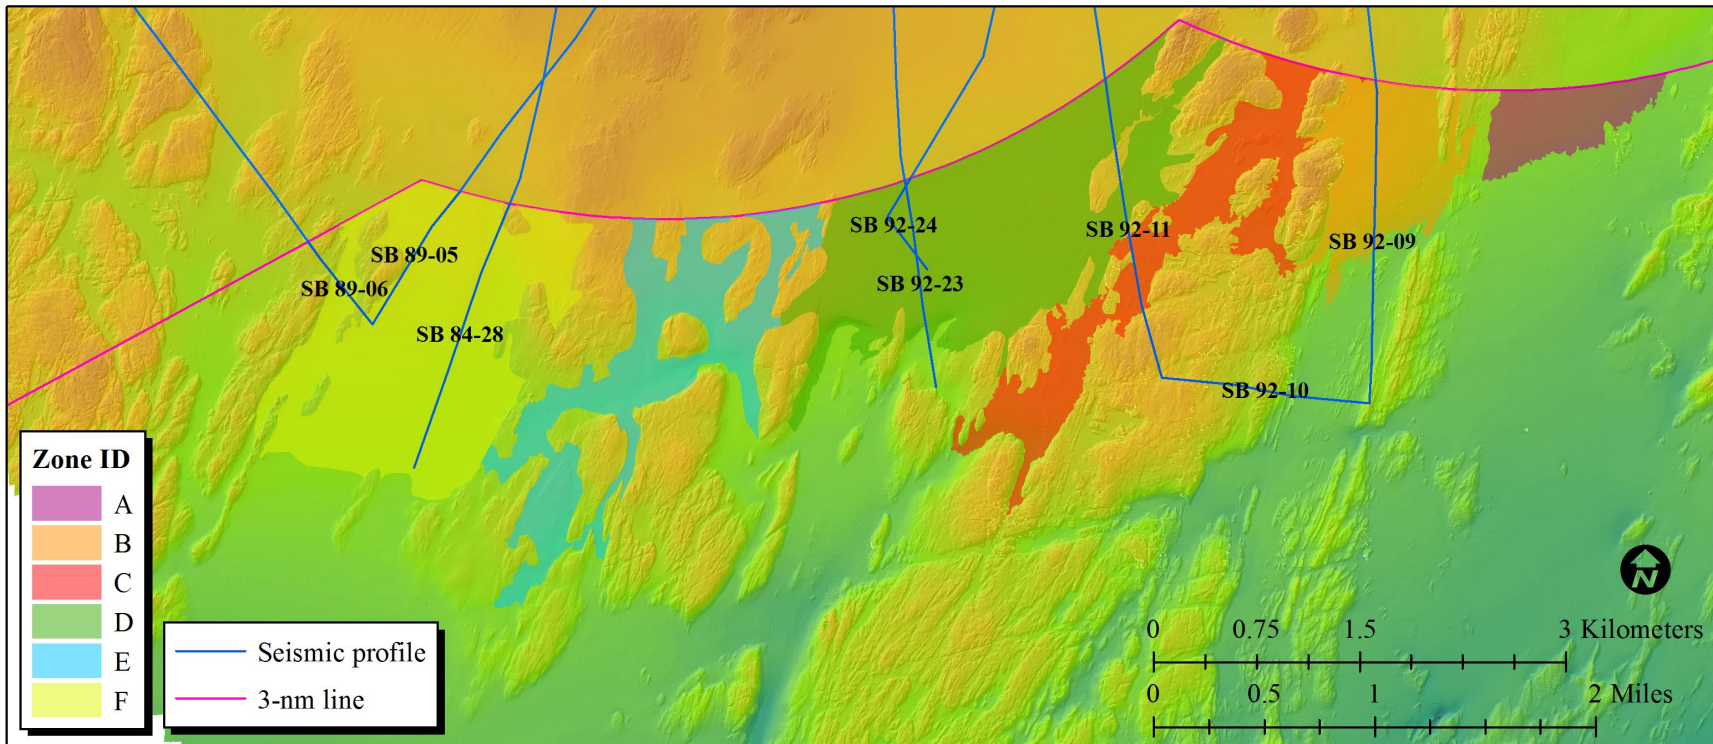 SB 92-24
SB 92-11
SB 92-09
SB 89-05
SB 89-06
SB 92-23
SB 84-28
SB 92-10
Zone ID
A
B
C
D
E
F
Seismic profile
3-nm line
N
0 0.75 1.5 3 Kilometers
0 0.5 1 2 Miles